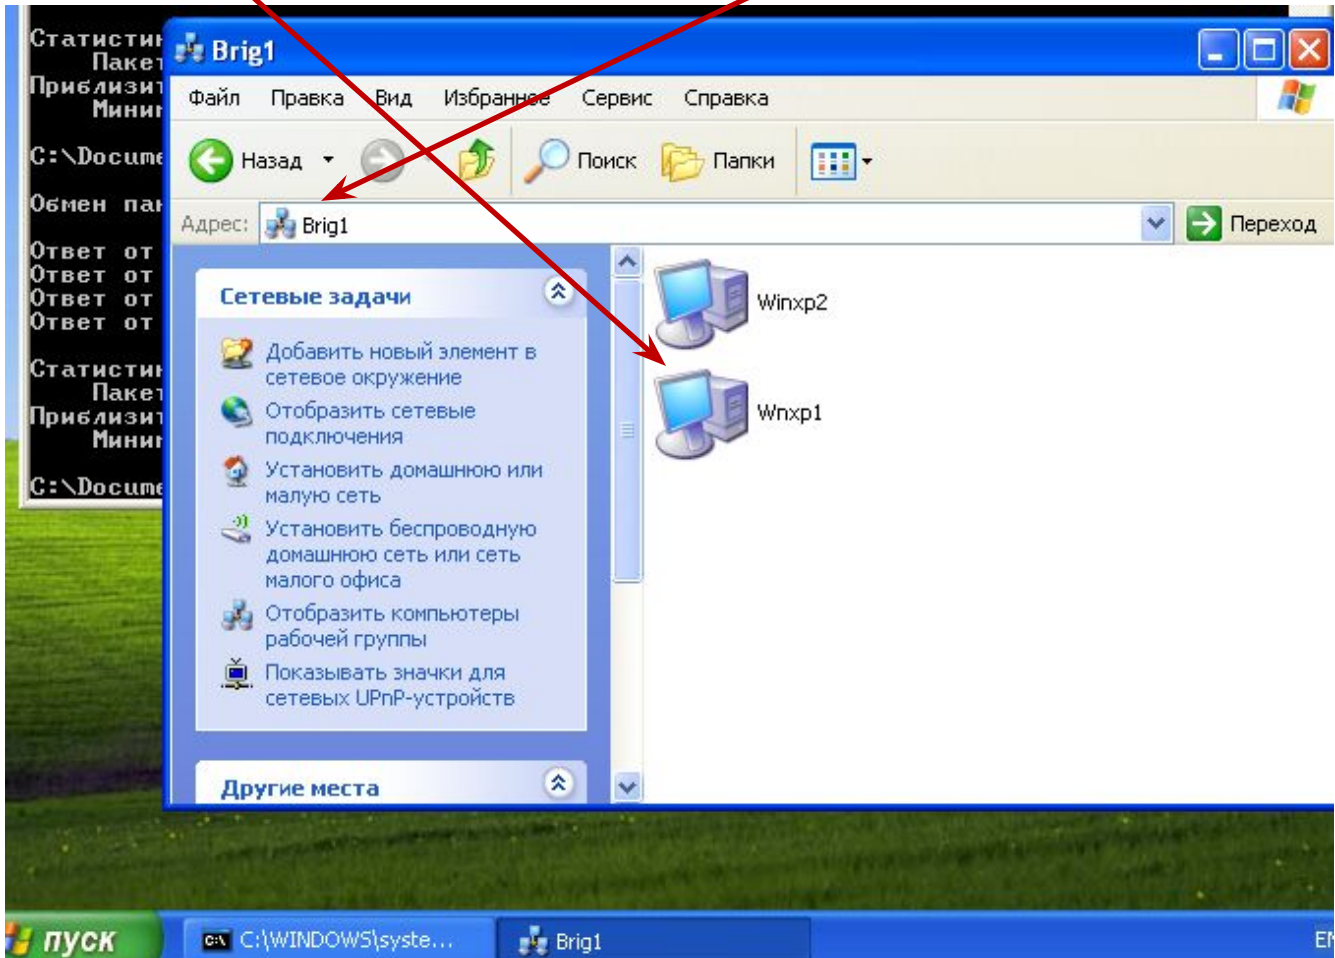 Статистик
Пакет
Приблизит
Миним
C:\Docume
Обмен пак
Ответ от
Ответ от
Ответ от
Ответ от
Статистик
Пакет
Приблизит
Миним
C:\Docume
Brig1
Файл Правка Вид Избранное Сервис Справка
Назад Поиск Папки
Адрес: Brig1 Переход
Сетевые задачи
Добавить новый элемент в
сетевое окружение
Отобразить сетевые
подключения
Установить домашнюю или
малую сеть
Установить беспроводную
домашнюю сеть или сеть
малого офиса
Отобразить компьютеры
рабочей группы
Показывать значки для
сетевых UPnP-устройств
Другие места
Winxp2
Wnxp1
пуск C:\WINDOWS\syste... Brig1 EN